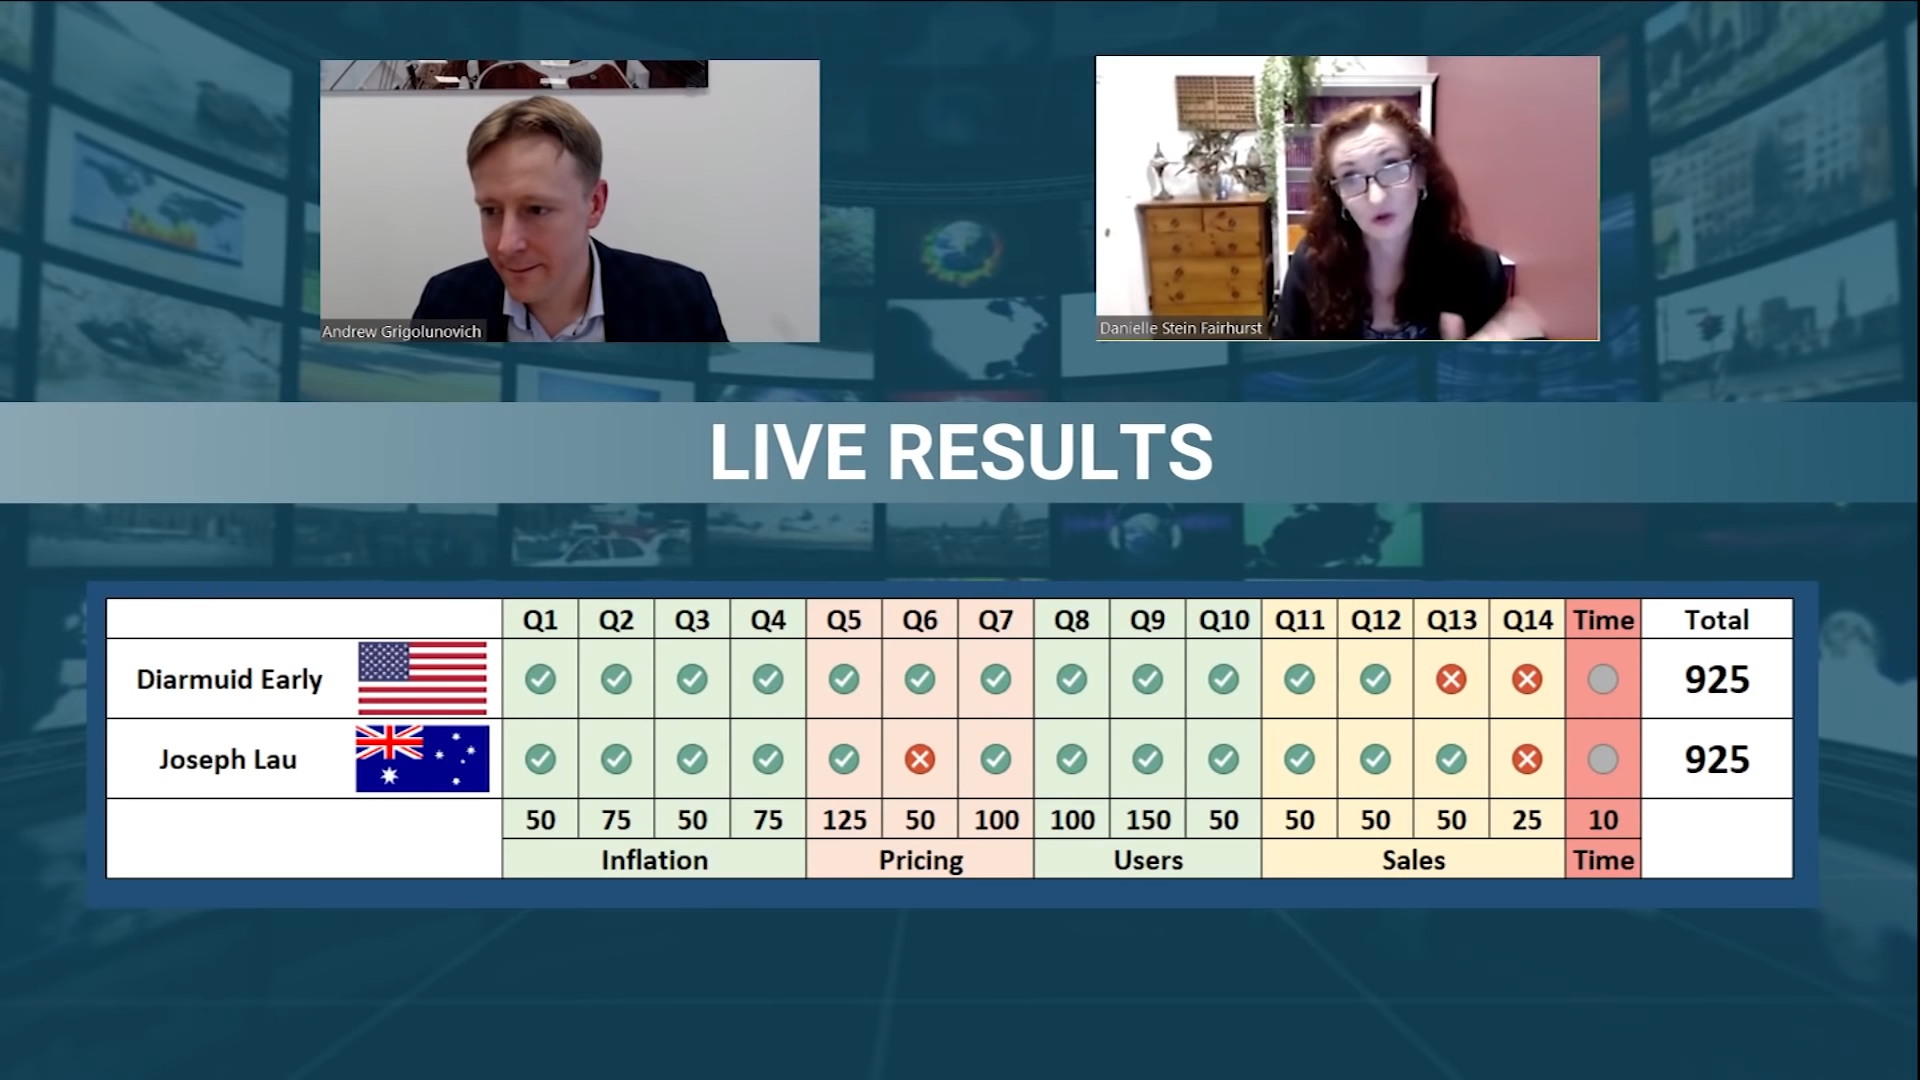 Andrew Grigolunovich
Danielle Stein Fairhurst
LIVE RESULTS
Q1 Q2 Q3 Q4 Q5 Q6 Q7 Q8 Q9 Q10 Q11 Q12 Q13 Q14 Time Total
Diarmuid Early 925
Joseph Lau 925
50 75 50 75 125 50 100 100 150 50 50 50 50 25 10
Inflation Pricing Users Sales Time